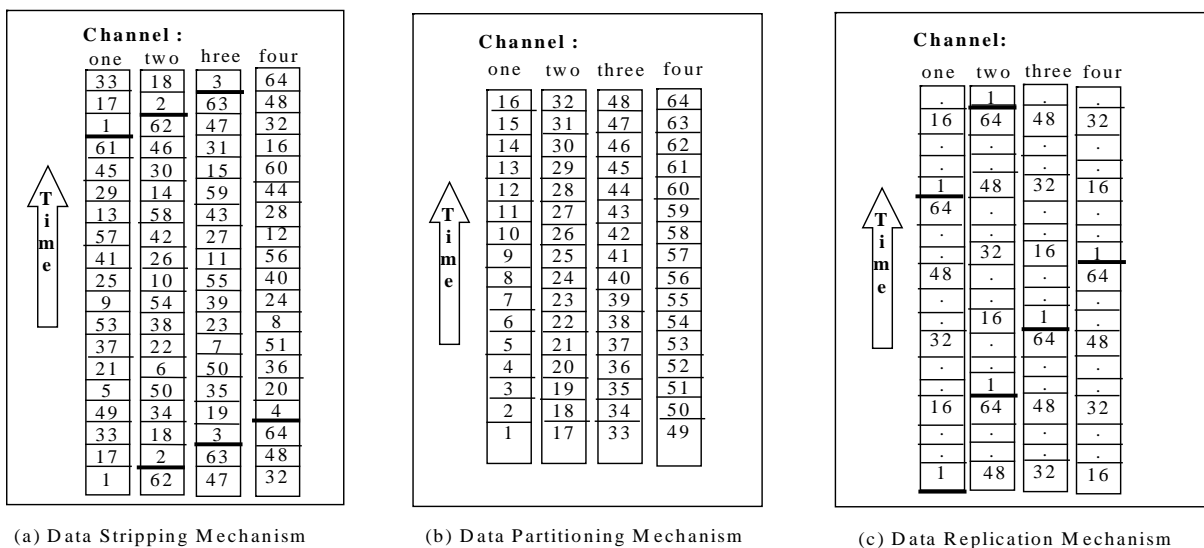 Channel :
one two hree four
33 18 3 64
17 2 63 48
1 62 47 32
61 46 31 16
45 30 15 60
29 14 59 44
13 58 43 28
57 42 27 12
41 26 11 56
25 10 55 40
9 54 39 24
53 38 23 8
37 22 7 51
21 6 50 36
5 50 35 20
49 34 19 4
33 18 3 64
17 2 63 48
1 62 47 32
Time
(a) Data Stripping Mechanism
Channel :
one two three four
16 32 48 64
15 31 47 63
14 30 46 62
13 29 45 61
12 28 44 60
11 27 43 59
10 26 42 58
9 25 41 57
8 24 40 56
7 23 39 55
6 22 38 54
5 21 37 53
4 20 36 52
3 19 35 51
2 18 34 50
1 17 33 49
Time
(b) Data Partitioning Mechanism
Channel:
one two three four
. 1 . .
16 64 48 32
. . . .
. . . .
1 48 32 16
64 . . .
. . . .
. 32 16 1
48 . . 64
. . . .
. 16 1 .
32 . 64 48
. . . .
. 1 . .
16 64 48 32
. . . .
. . . .
1 48 32 16
Time
(c) Data Replication Mechanism